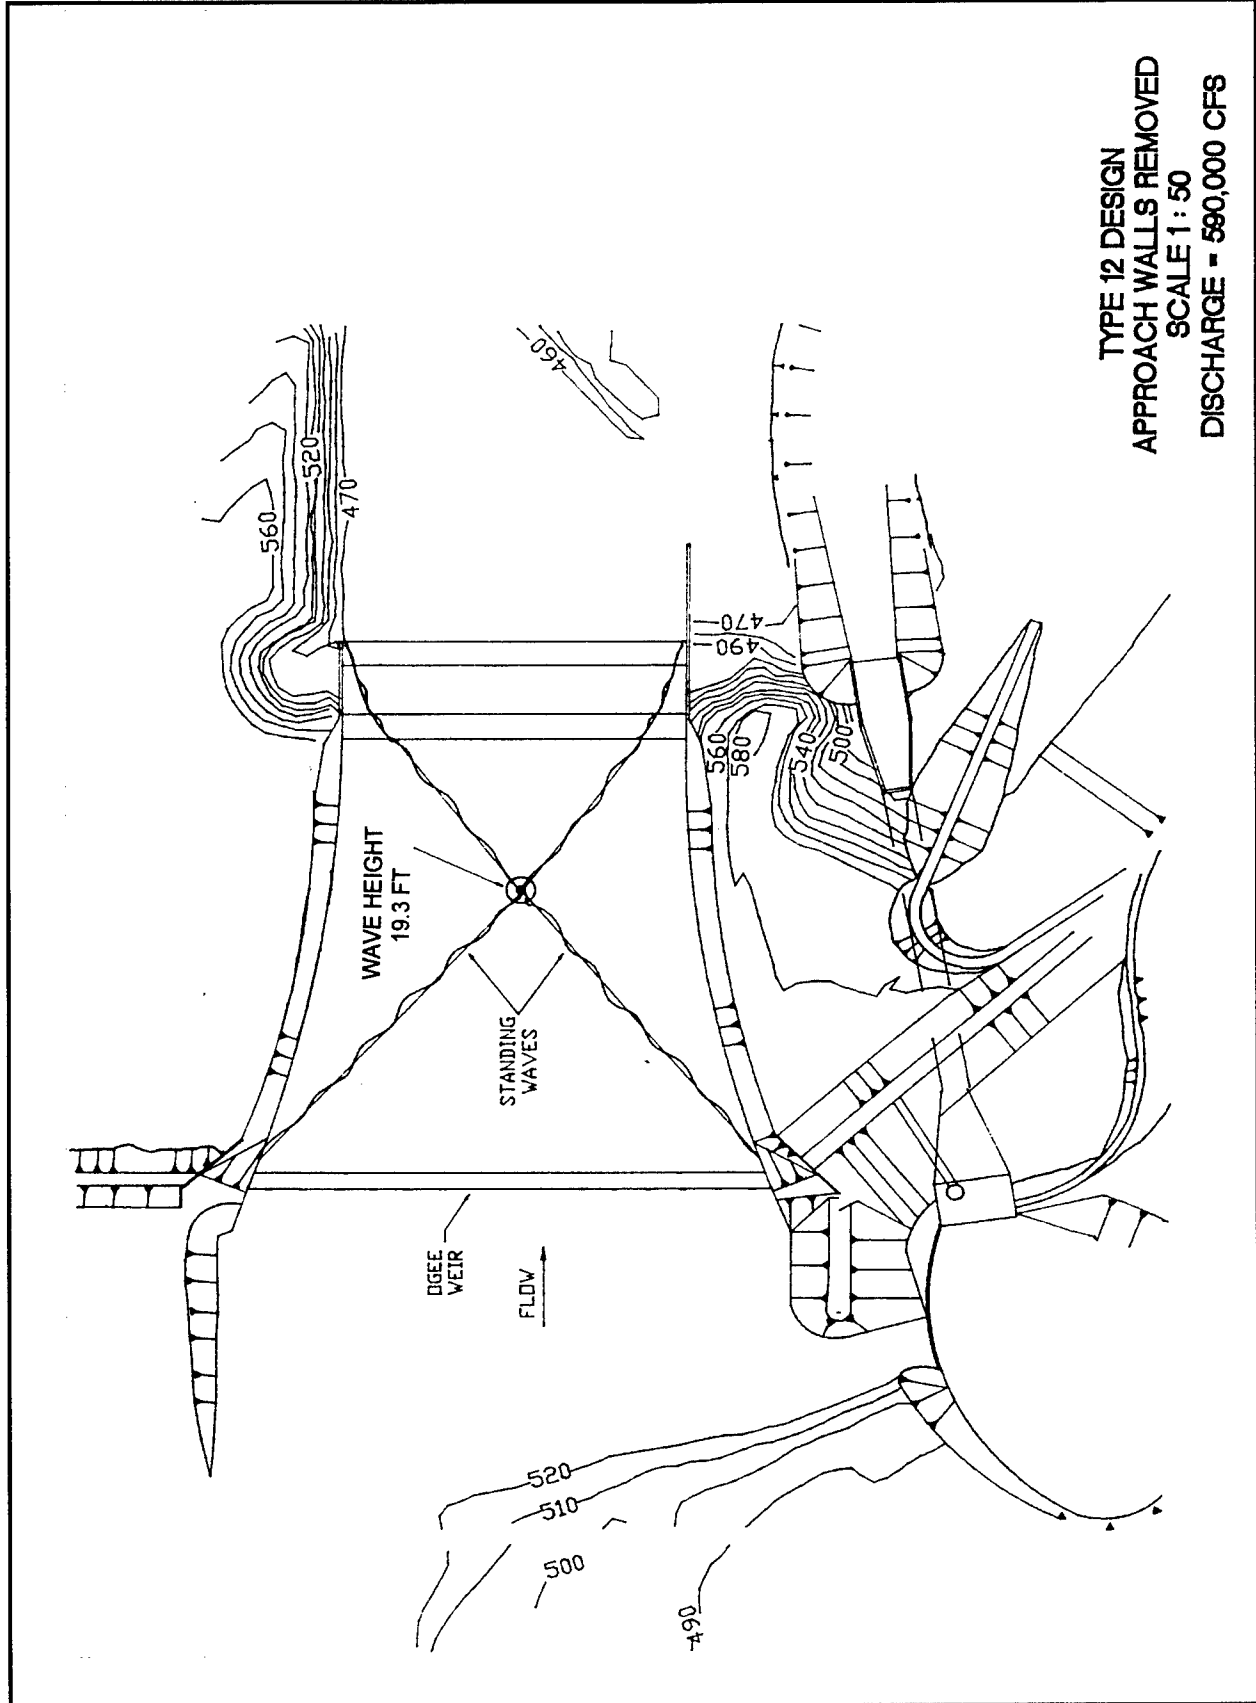 TYPE 12 DESIGN
APPROACH WALLS REMOVED
SCALE 1 : 50
DISCHARGE = 590,000 CFS
560
520
470
460
WAVE HEIGHT
19.3 FT
STANDING
WAVES
OGEE
WEIR
FLOW
470
490
560
580
540
500
520
510
500
490